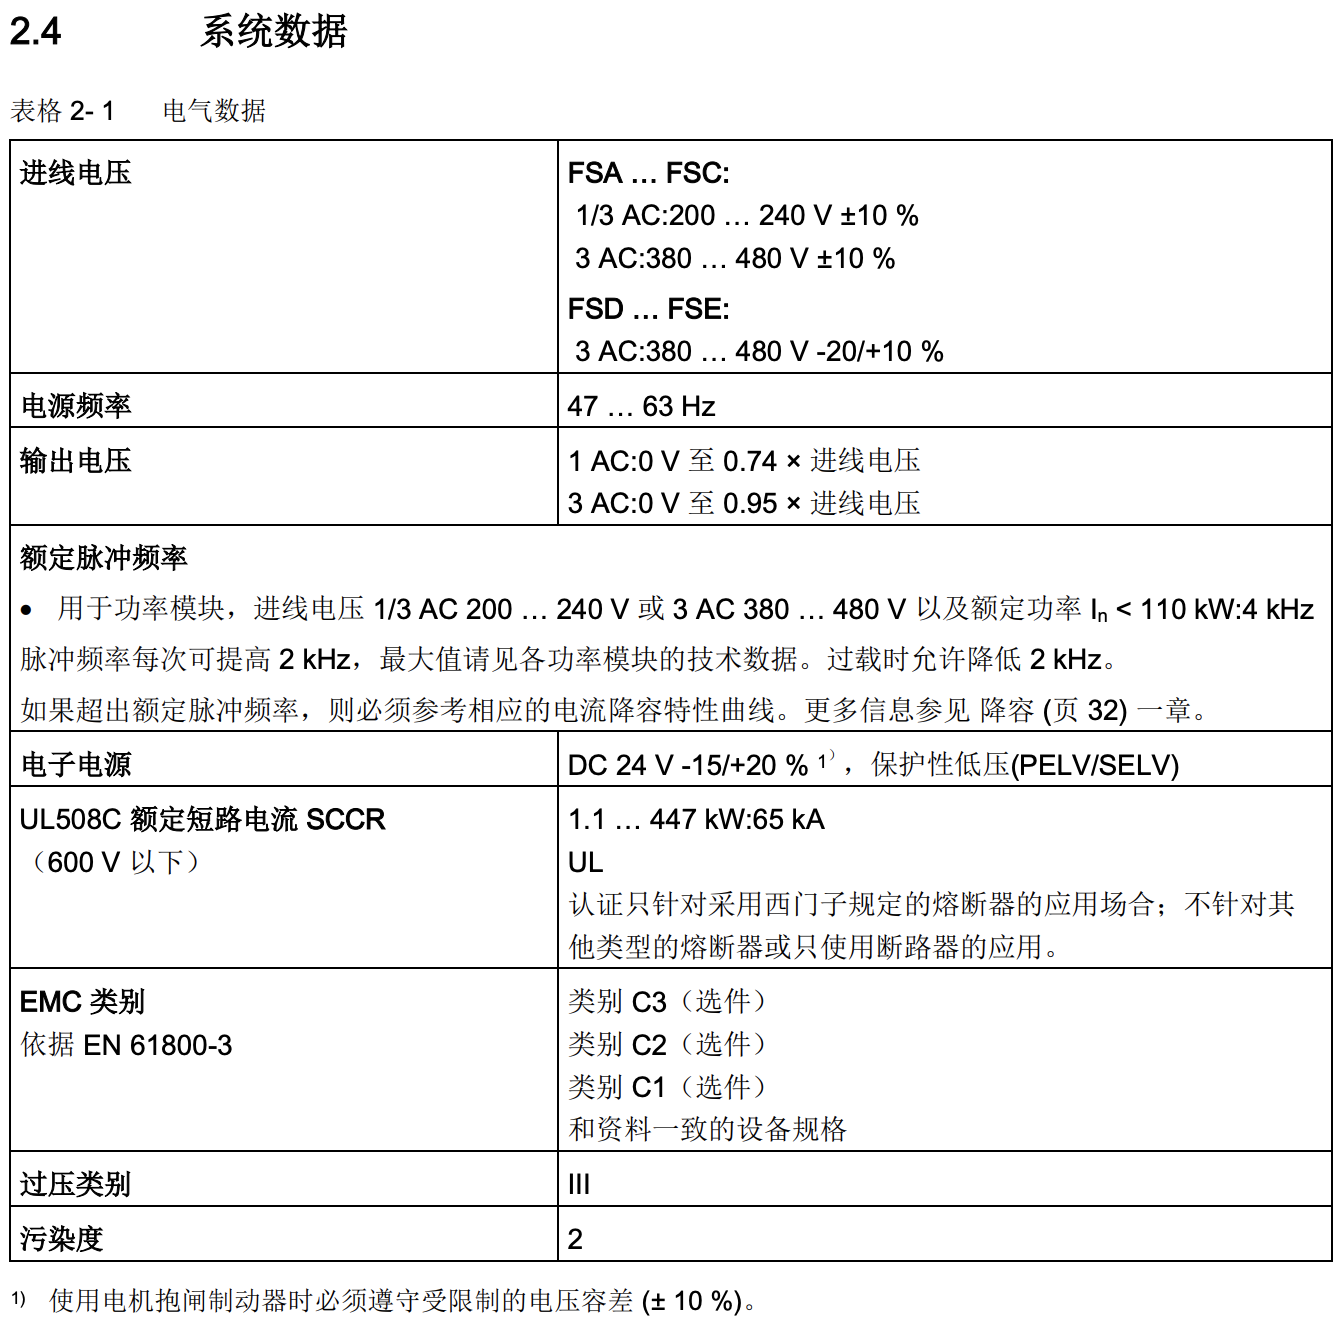 2.4 系统数据
表格 2- 1 电气数据
进线电压
FSA … FSC:
1/3 AC:200 … 240 V ±10 %
3 AC:380 … 480 V ±10 %
FSD … FSE:
3 AC:380 … 480 V -20/+10 %
电源频率
47 … 63 Hz
输出电压
1 AC:0 V 至 0.74 × 进线电压
3 AC:0 V 至 0.95 × 进线电压
额定脉冲频率
• 用于功率模块，进线电压 1/3 AC 200 … 240 V 或 3 AC 380 … 480 V 以及额定功率 In < 110 kW:4 kHz
脉冲频率每次可提高 2 kHz，最大值请见各功率模块的技术数据。过载时允许降低 2 kHz。
如果超出额定脉冲频率，则必须参考相应的电流降容特性曲线。更多信息参见 降容 (页 32) 一章。
电子电源
DC 24 V -15/+20 % 1），保护性低压(PELV/SELV)
UL508C 额定短路电流 SCCR
（600 V 以下）
1.1 … 447 kW:65 kA
UL
认证只针对采用西门子规定的熔断器的应用场合；不针对其
他类型的熔断器或只使用断路器的应用。
EMC 类别
依据 EN 61800-3
类别 C3（选件）
类别 C2（选件）
类别 C1（选件）
和资料一致的设备规格
过压类别
III
污染度
2
1) 使用电机抱闸制动器时必须遵守受限制的电压容差 (± 10 %)。